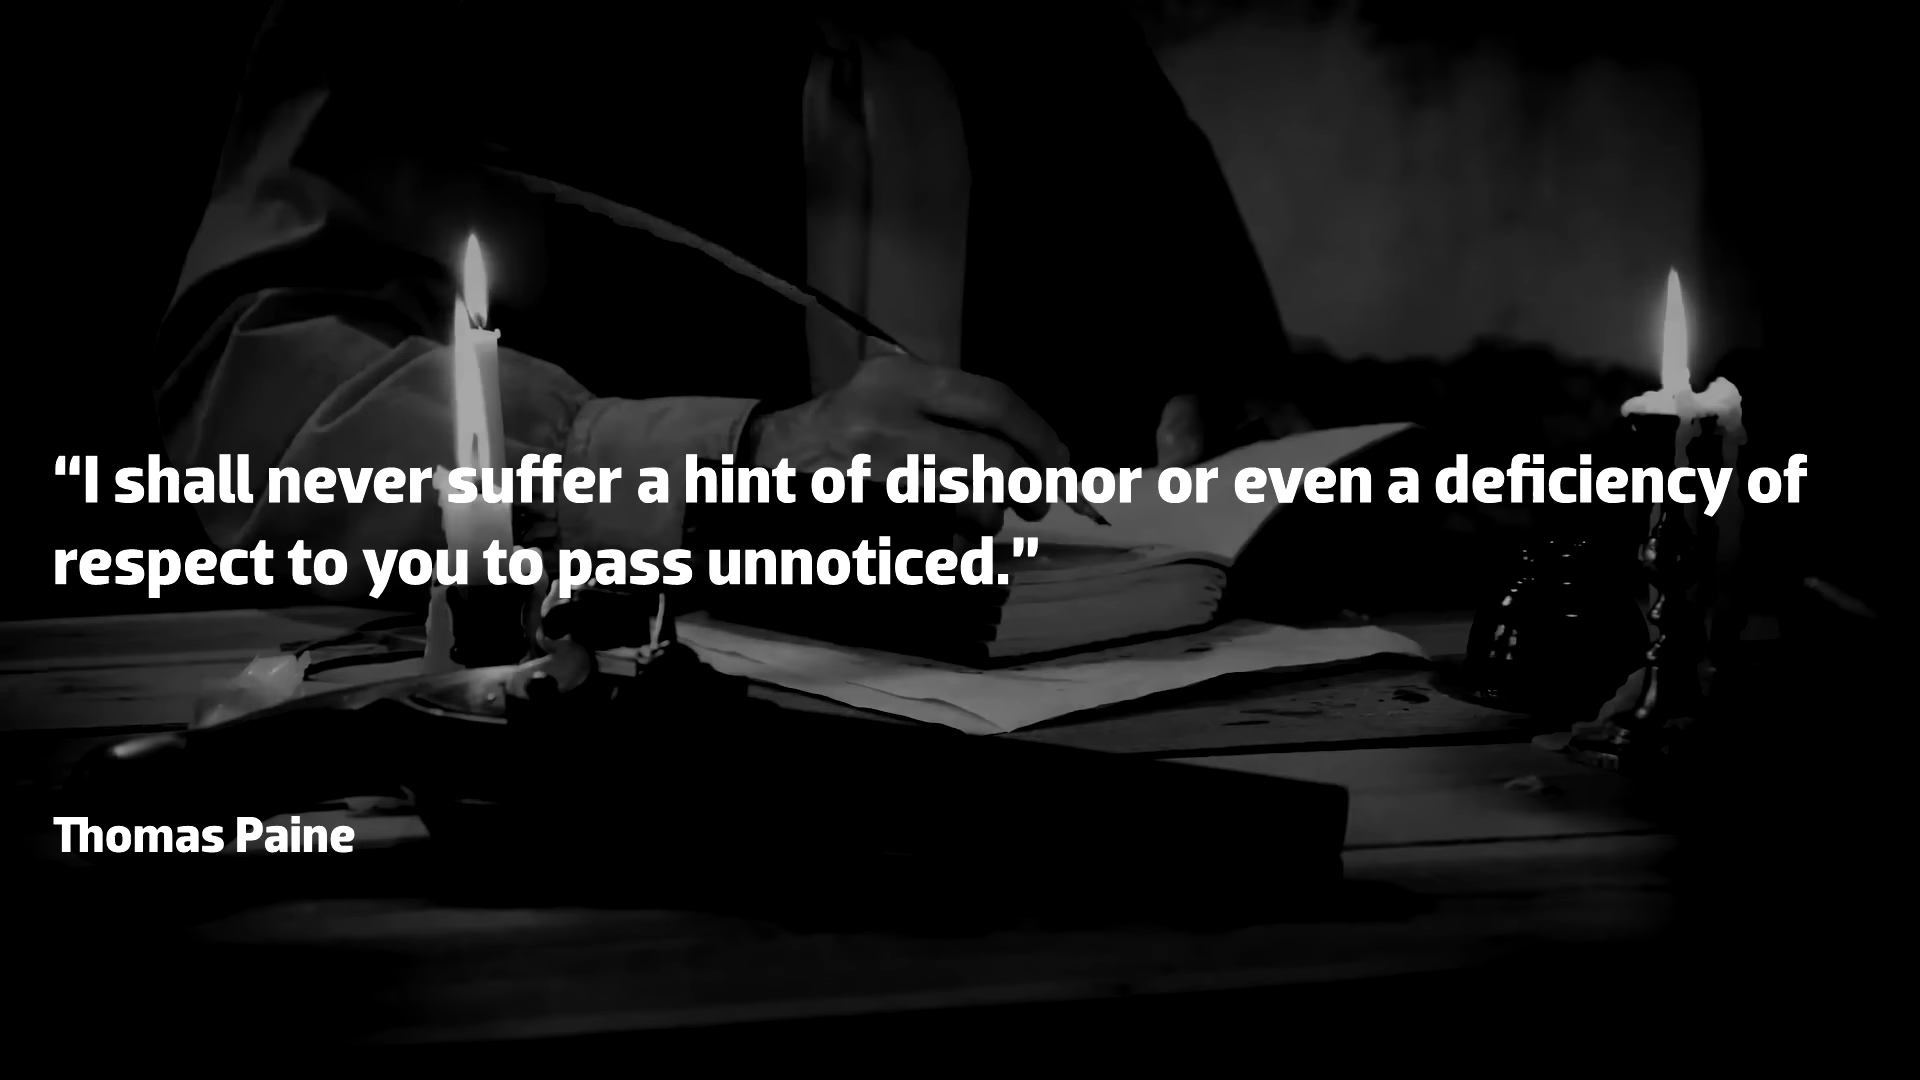 “I shall never suffer a hint of dishonor or even a deficiency of
respect to you to pass unnoticed.”
Thomas Paine